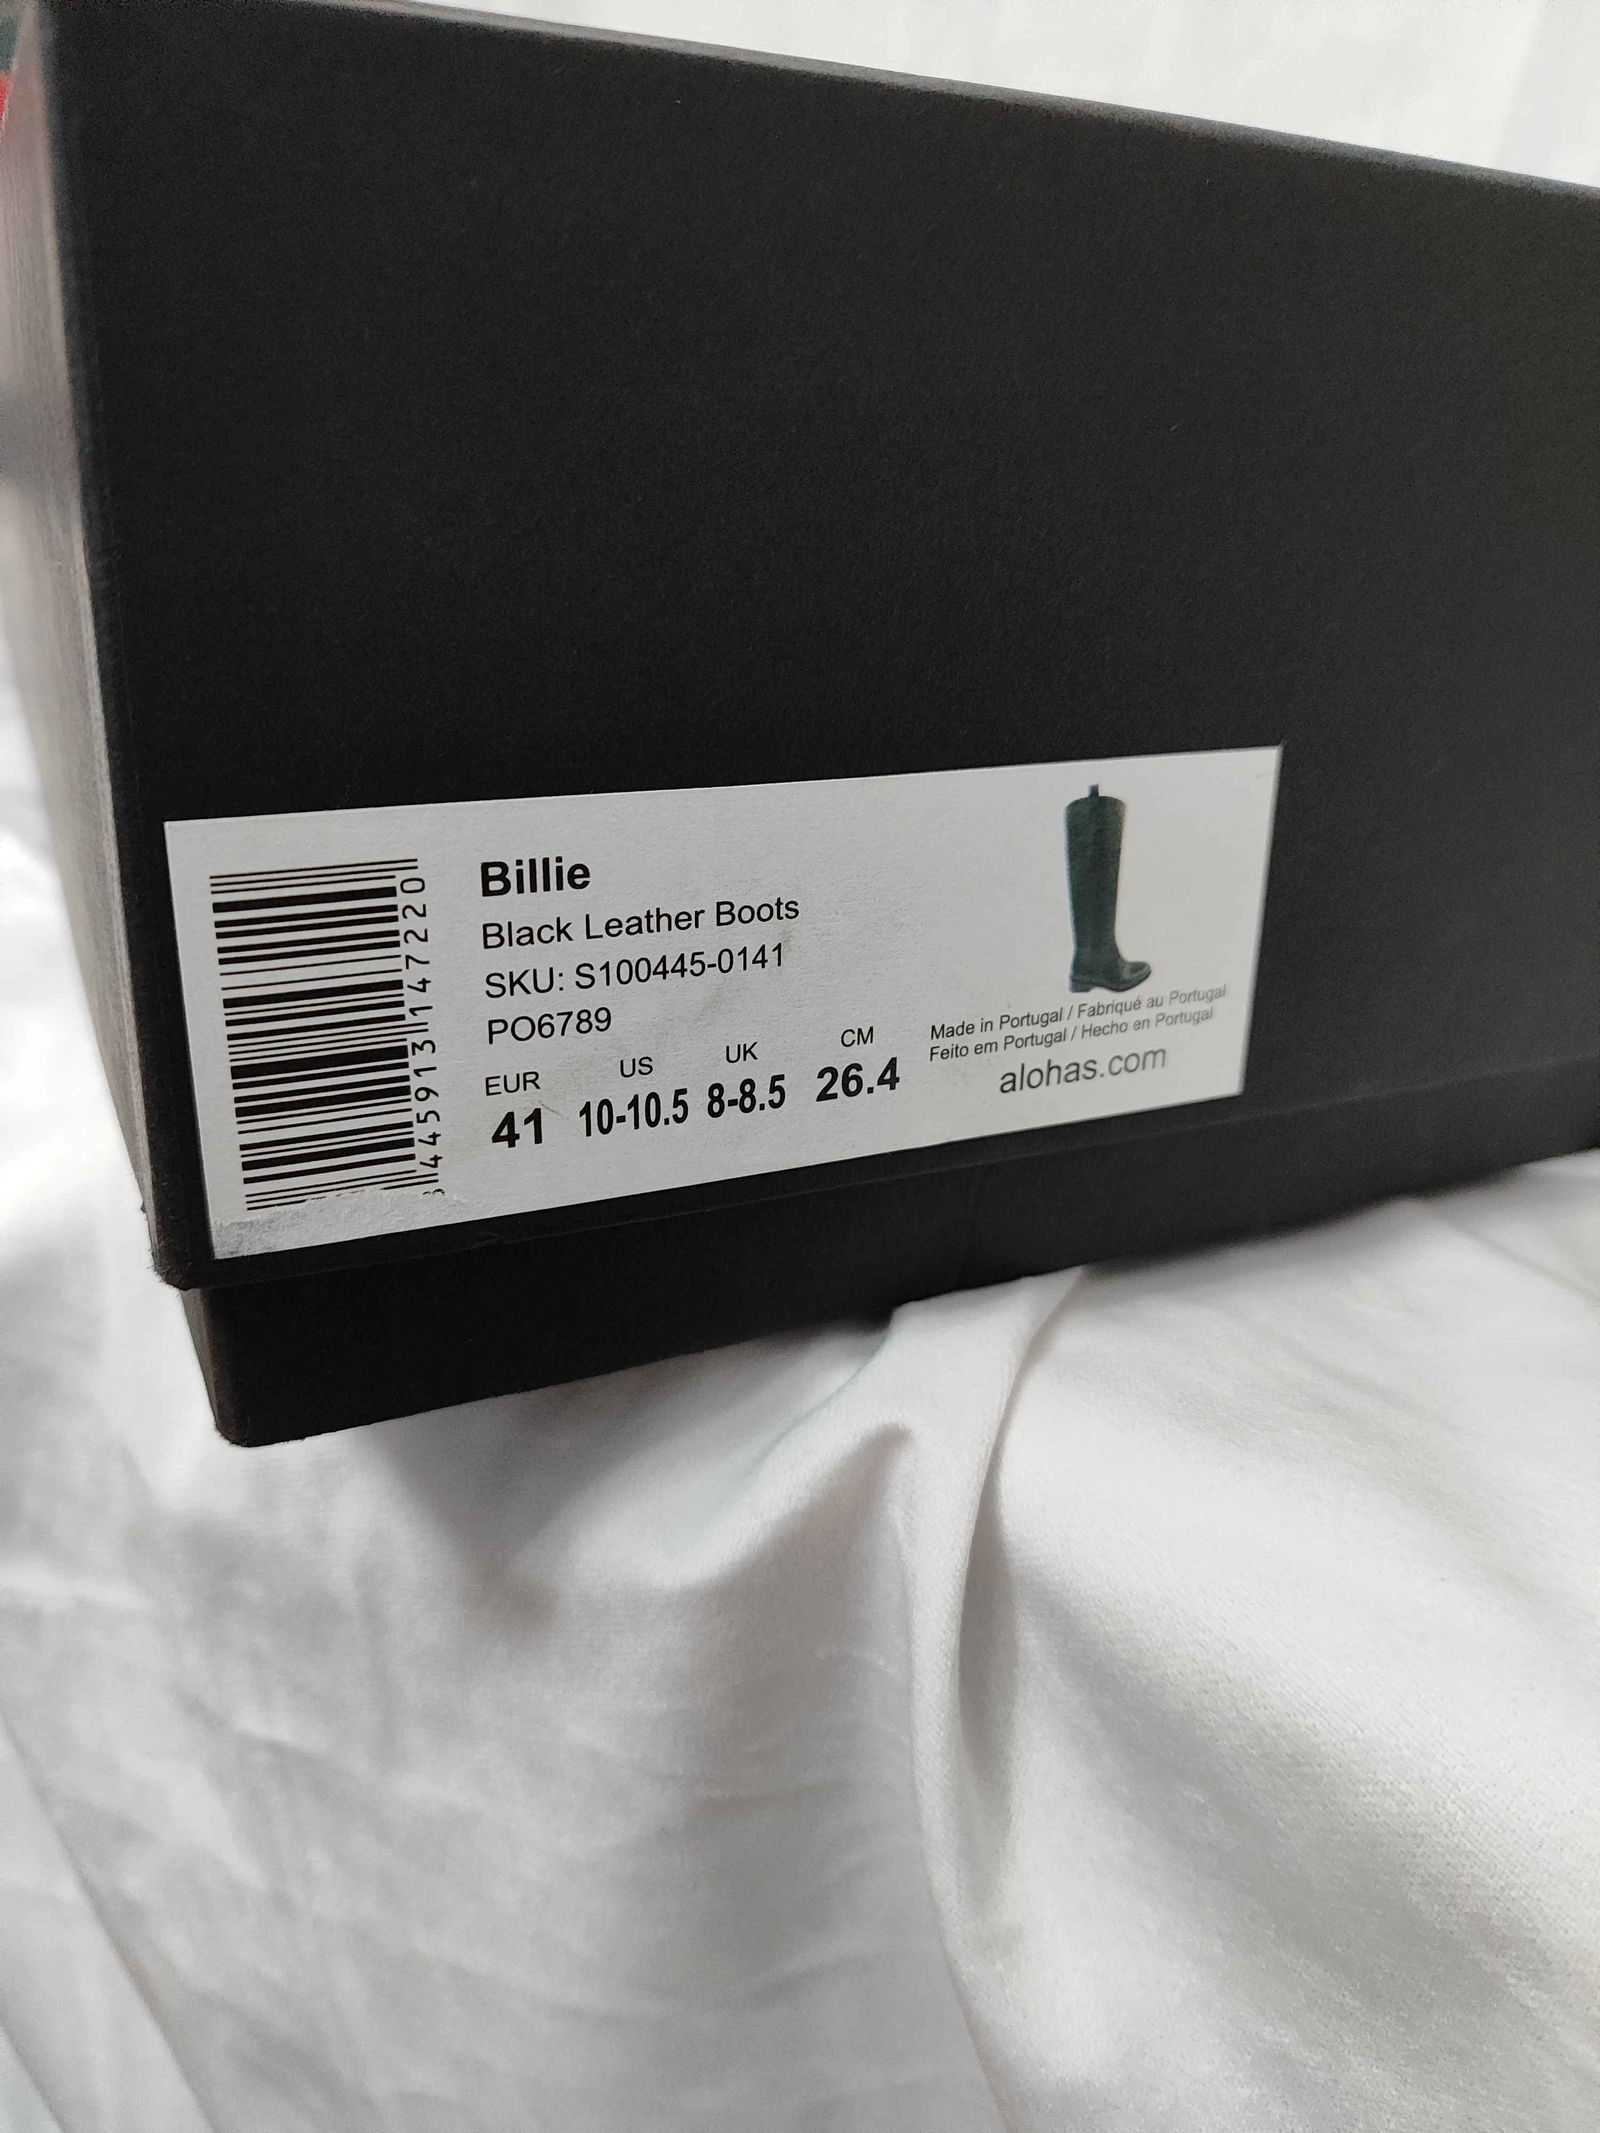 8445913147220
Billie
Black Leather Boots
SKU: S100445-0141
PO6789
EUR US UK CM
41 10-10.5 8-8.5 26.4
Made in Portugal / Fabriqué au Portugal
Feito em Portugal / Hecho en Portugal
alohas.com